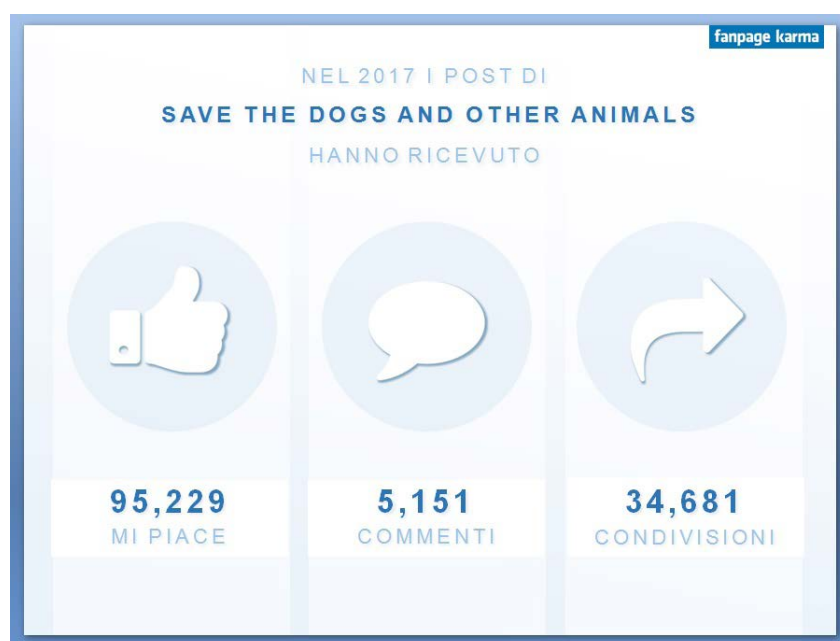 fanpage karma
NEL 2017 I POST DI
SAVE THE DOGS AND OTHER ANIMALS
HANNO RICEVUTO
95,229
MI PIACE
5,151
COMMENTI
34,681
CONDIVISIONI